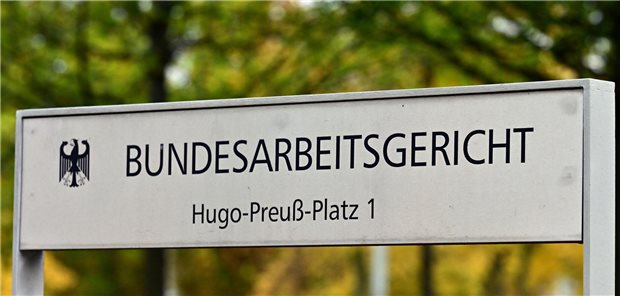 BUNDESARBEITSGERICHT
Hugo-Preuß-Platz 1